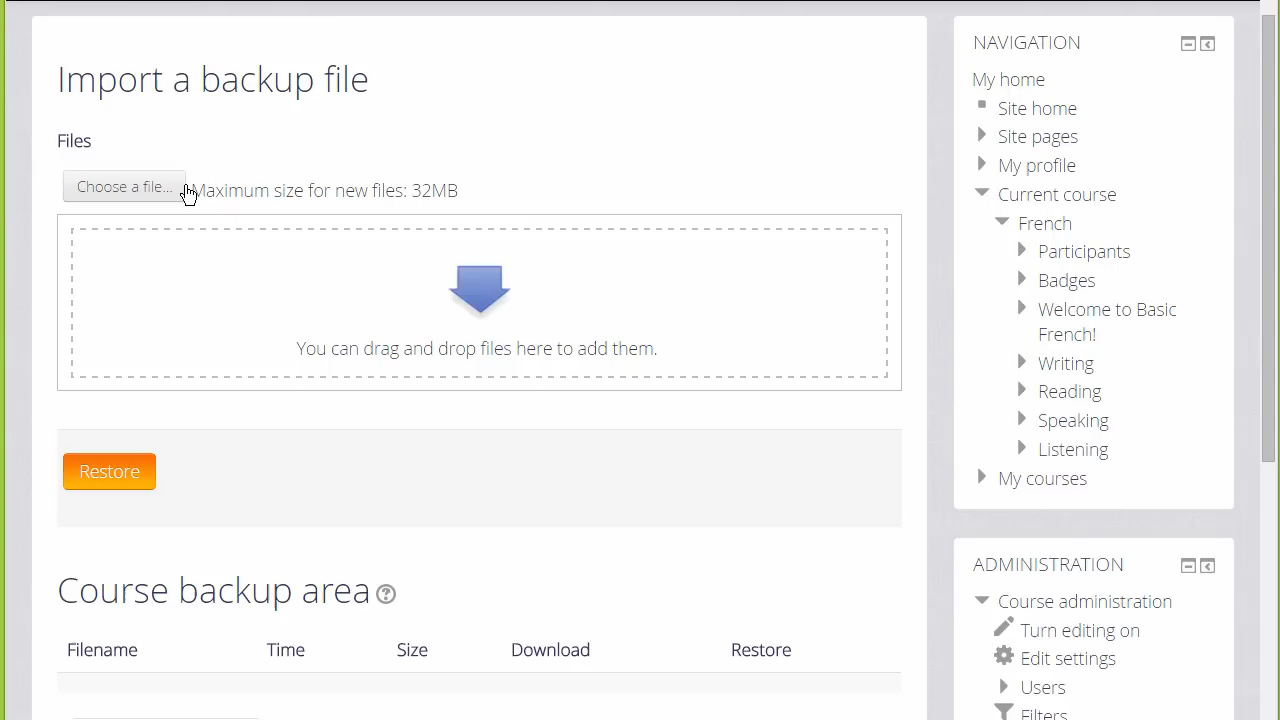 Import a backup file
Files
Choose a file...
Maximum size for new files: 32MB
You can drag and drop files here to add them.
Restore
Course backup area
Filename Time Size Download Restore
NAVIGATION
My home
Site home
Site pages
My profile
Current course
French
Participants
Badges
Welcome to Basic
French!
Writing
Reading
Speaking
Listening
My courses
ADMINISTRATION
Course administration
Turn editing on
Edit settings
Users
Filters